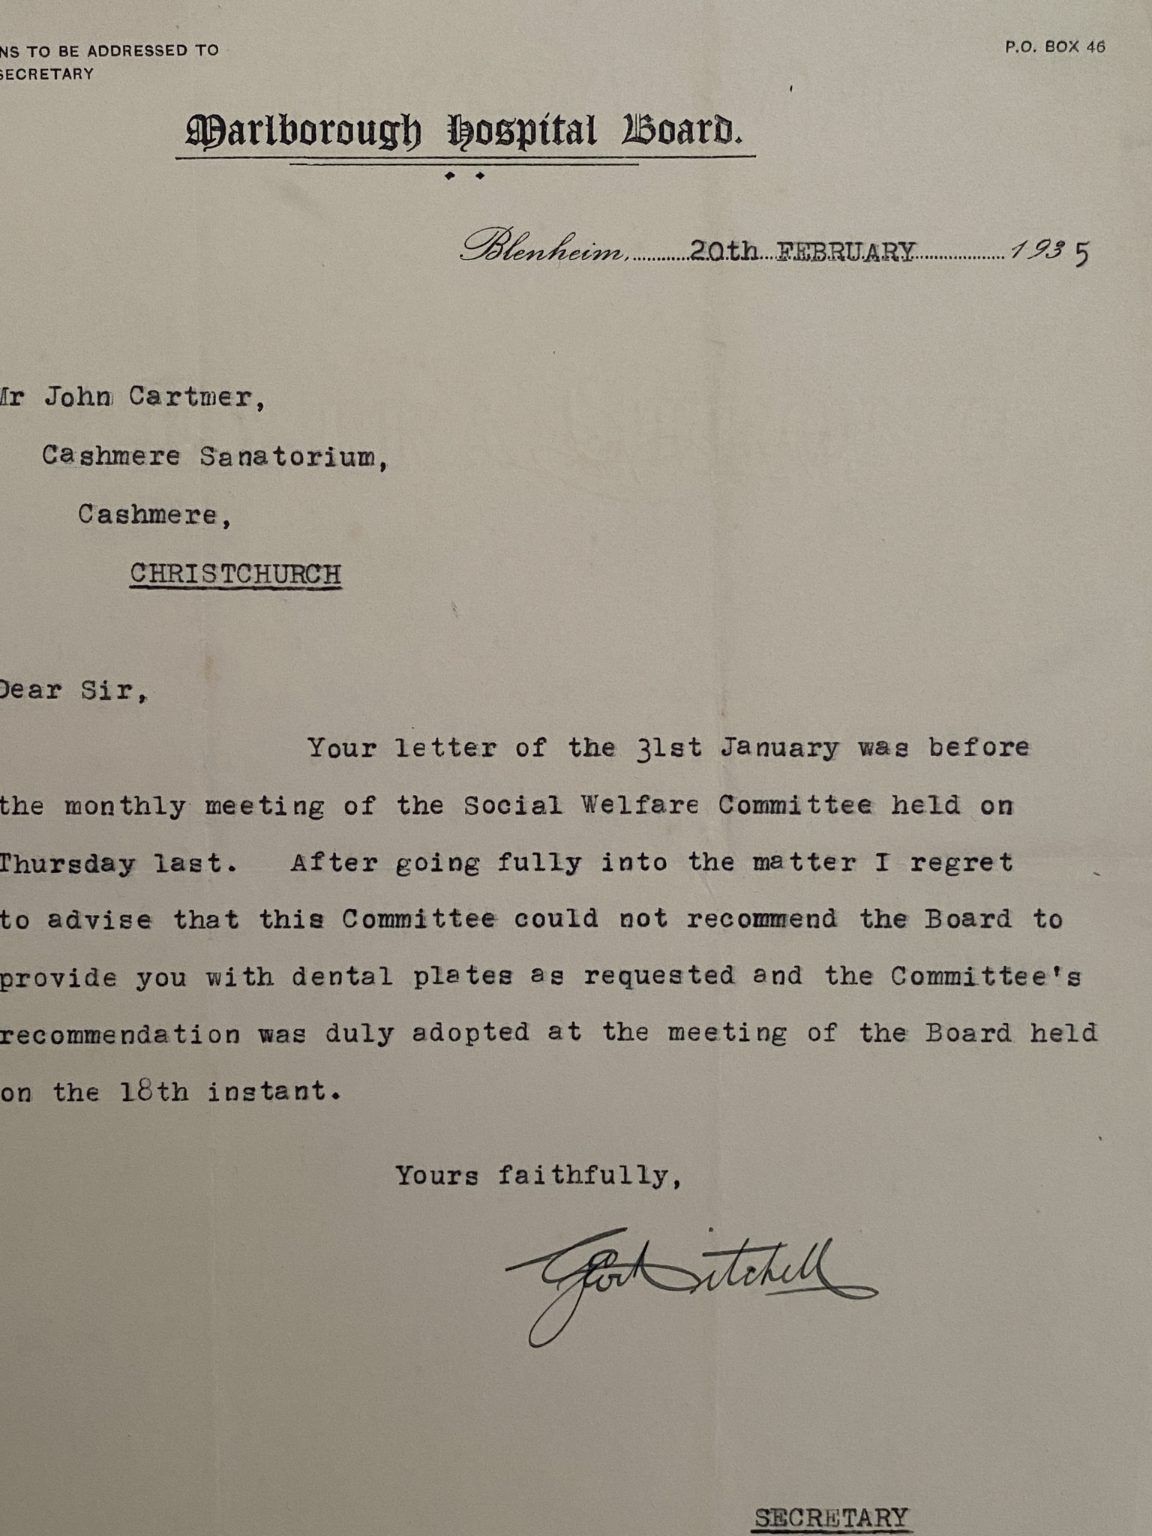 NS TO BE ADDRESSED TO
SECRETARY
P.O. BOX 46
Marlborough Hospital Board.
Blenheim, 20th FEBRUARY 1935
Mr John Cartmer,
Cashmere Sanatorium,
Cashmere,
CHRISTCHURCH
Dear Sir,
Your letter of the 31st January was before
the monthly meeting of the Social Welfare Committee held on
Thursday last. After going fully into the matter I regret
to advise that this Committee could not recommend the Board to
provide you with dental plates as requested and the Committee's
recommendation was duly adopted at the meeting of the Board held
on the 18th instant.
Yours faithfully,
SECRETARY